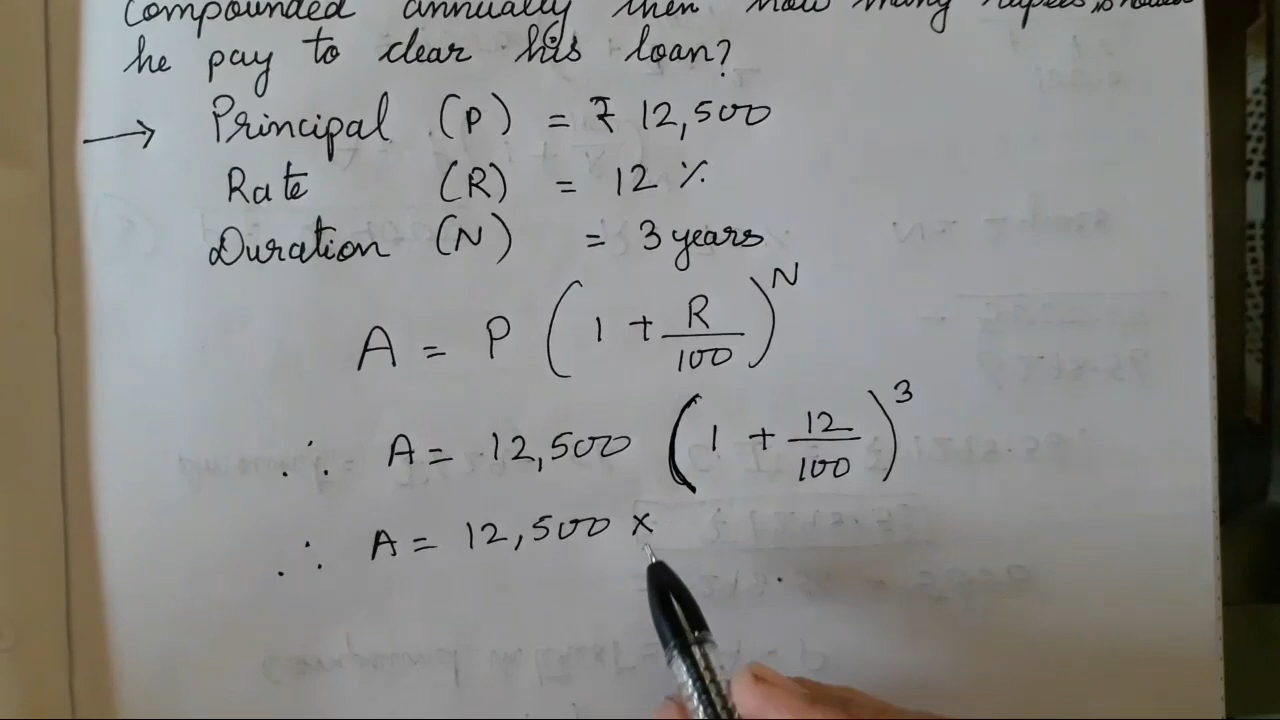 Compounded annually then how many rupees should
he pay to clear his loan?
→ Principal (P) = ₹ 12,500
Rate (R) = 12 %
Duration (N) = 3 years
A = P (1 + R/100)^N
∴ A = 12,500 (1 + 12/100)^3
∴ A = 12,500 ×